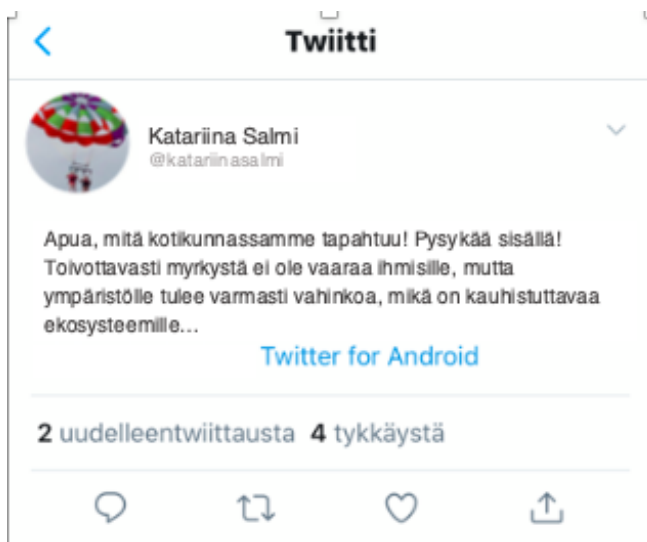 Twiitti
Katariina Salmi
@katariinasalmi
Apua, mitä kotikunnassamme tapahtuu! Pysykää sisällä!
Toivottavasti myrkystä ei ole vaaraa ihmisille, mutta
ympäristölle tulee varmasti vahinkoa, mikä on kauhistuttavaa
ekosysteemille...
Twitter for Android
2 uudelleentwiittausta 4 tykkäystä